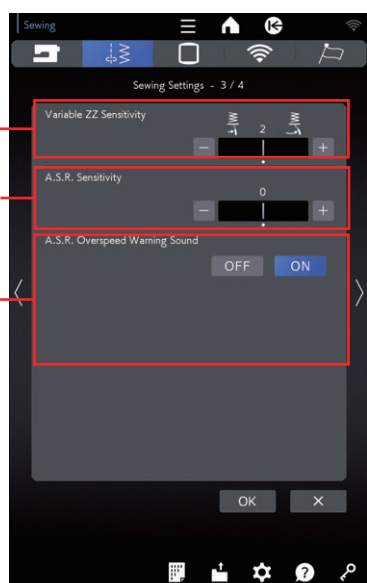 Sewing
Sewing Settings - 3 / 4
Variable ZZ Sensitivity
2
- +
A.S.R. Sensitivity
0
- +
A.S.R. Overspeed Warning Sound
OFF ON
OK ×